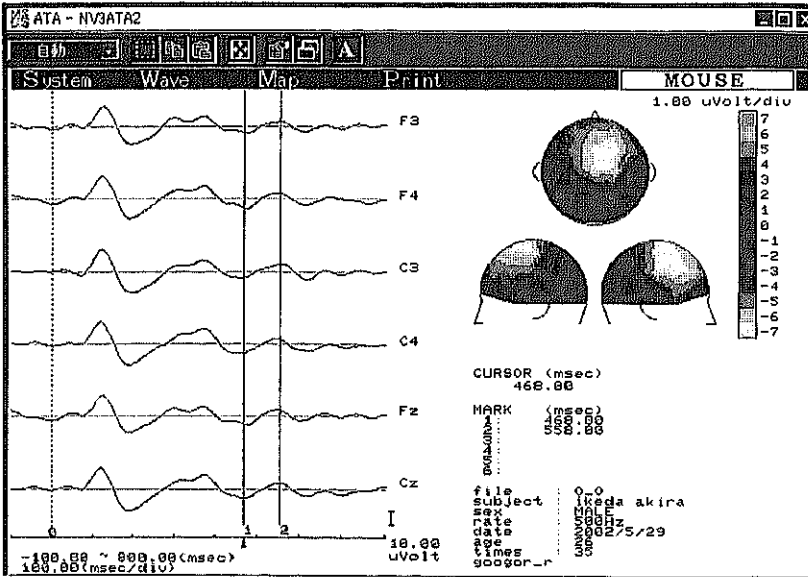 ATA - NV3ATA2
自動
A
System Wave Map Print MOUSE
1.00 uVolt/div
F3
F4
C3
C4
Fz
Cz
7
6
5
4
3
2
1
0
-1
-2
-3
-4
-5
-6
-7
CURSOR (msec)
468.00
MARK (msec)
1: 468.00
2: 558.00
3:
4:
5:
6:
0 1 2
10.00
uVolt
-100.00 ~ 800.00(msec)
100.00(msec/div)
file : O_O
subject : ikeda akira
sex : MALE
rate : 500Hz
date : 2002/5/29
age : 26
times : 35